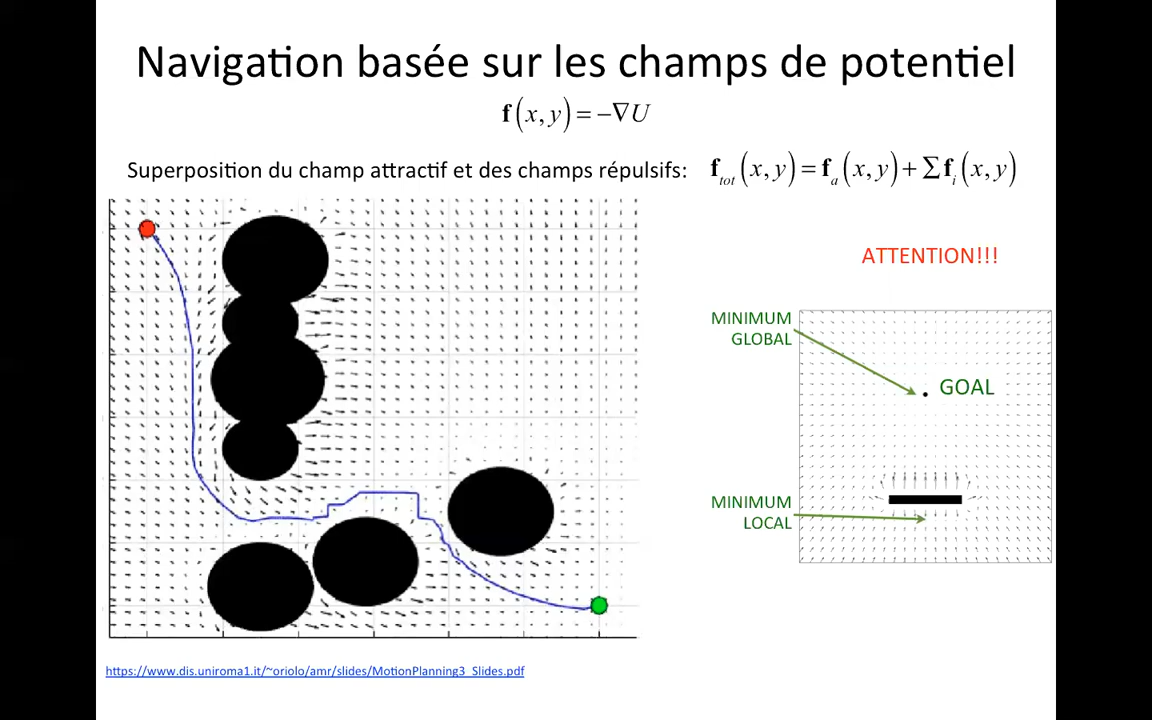 Navigation basée sur les champs de potentiel
f(x, y) = −∇U
Superposition du champ attractif et des champs répulsifs:
f_tot(x, y) = f_a(x, y) + Σf_i(x, y)
ATTENTION!!!
MINIMUM
GLOBAL
GOAL
MINIMUM
LOCAL
https://www.dis.uniroma1.it/~oriolo/amr/slides/MotionPlanning3_Slides.pdf